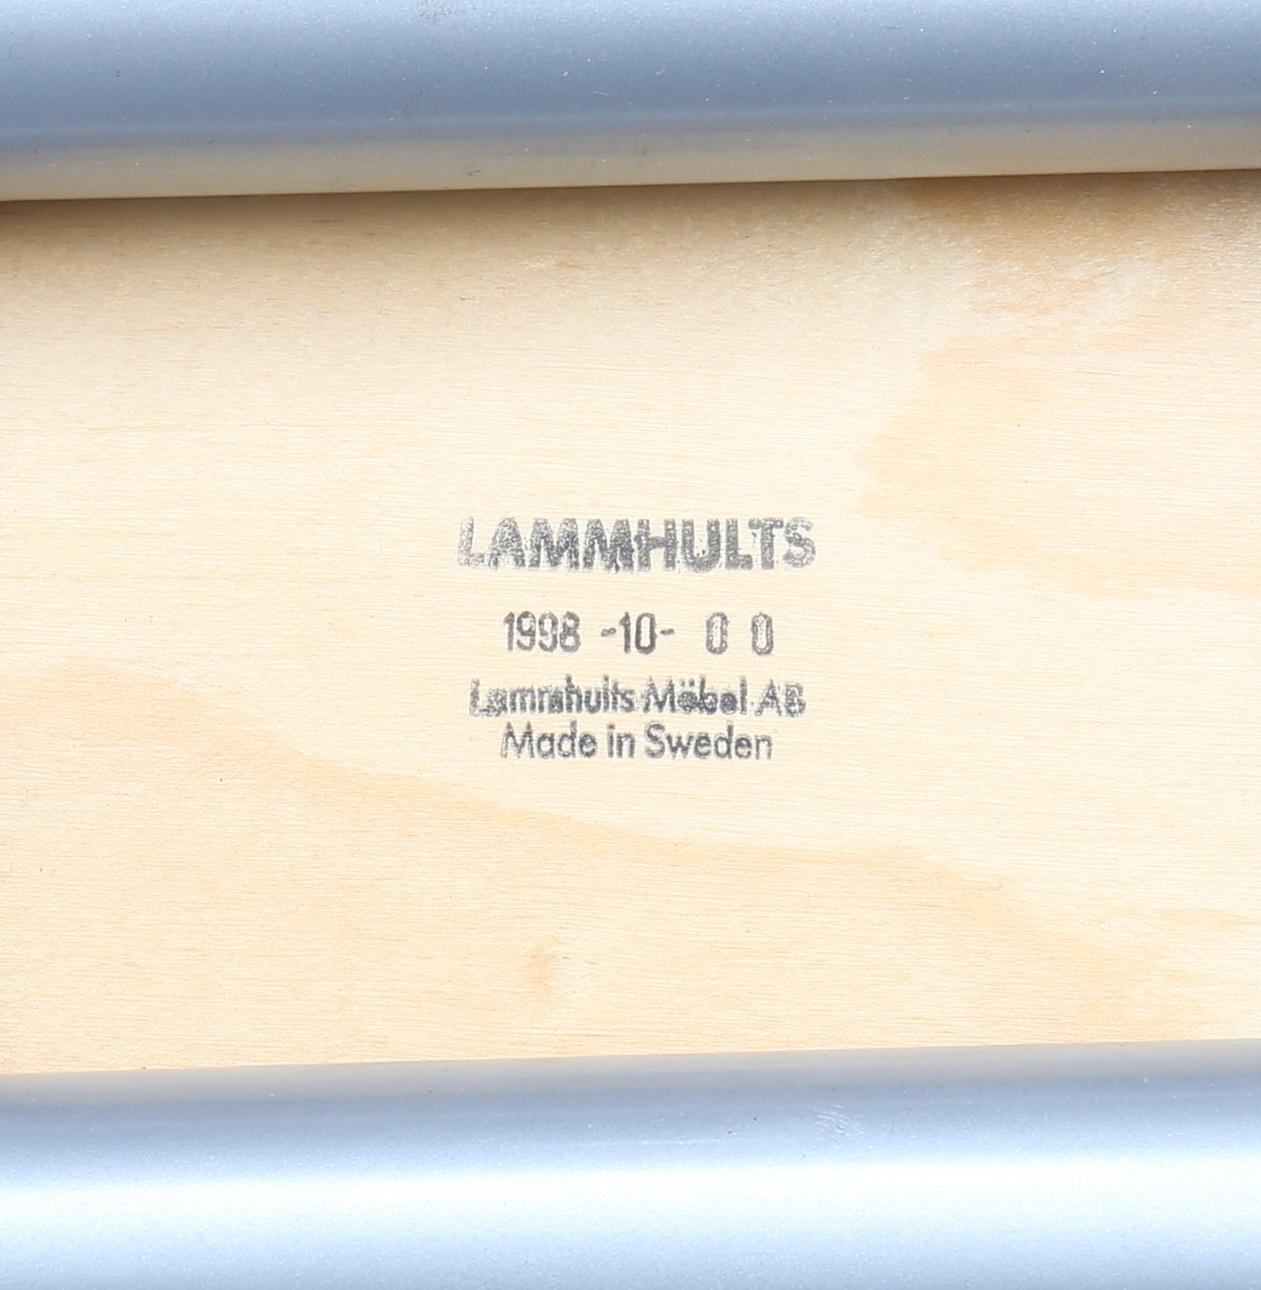 LAMMHULTS
1998 -10- 0 0
Lammhults Möbel AB
Made in Sweden